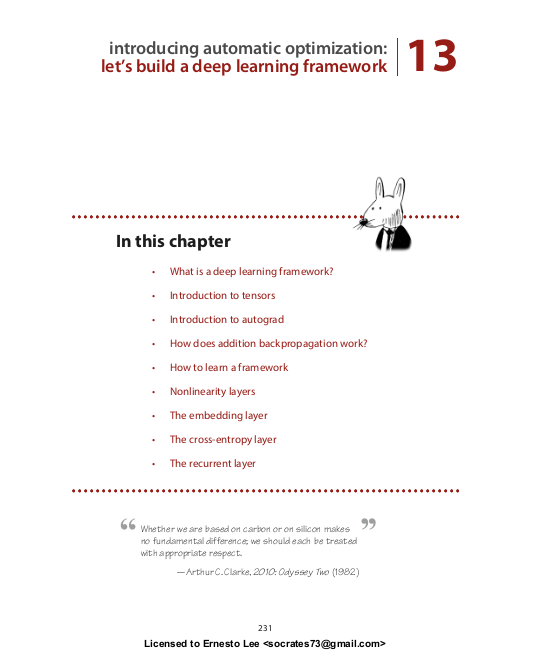 introducing automatic optimization:
let's build a deep learning framework
13
In this chapter
• What is a deep learning framework?
• Introduction to tensors
• Introduction to autograd
• How does addition backpropagation work?
• How to learn a framework
• Nonlinearity layers
• The embedding layer
• The cross-entropy layer
• The recurrent layer
“ Whether we are based on carbon or on silicon makes ”
no fundamental difference; we should each be treated
with appropriate respect.
—Arthur C. Clarke, 2010: Odyssey Two (1982)
231
Licensed to Ernesto Lee <socrates73@gmail.com>